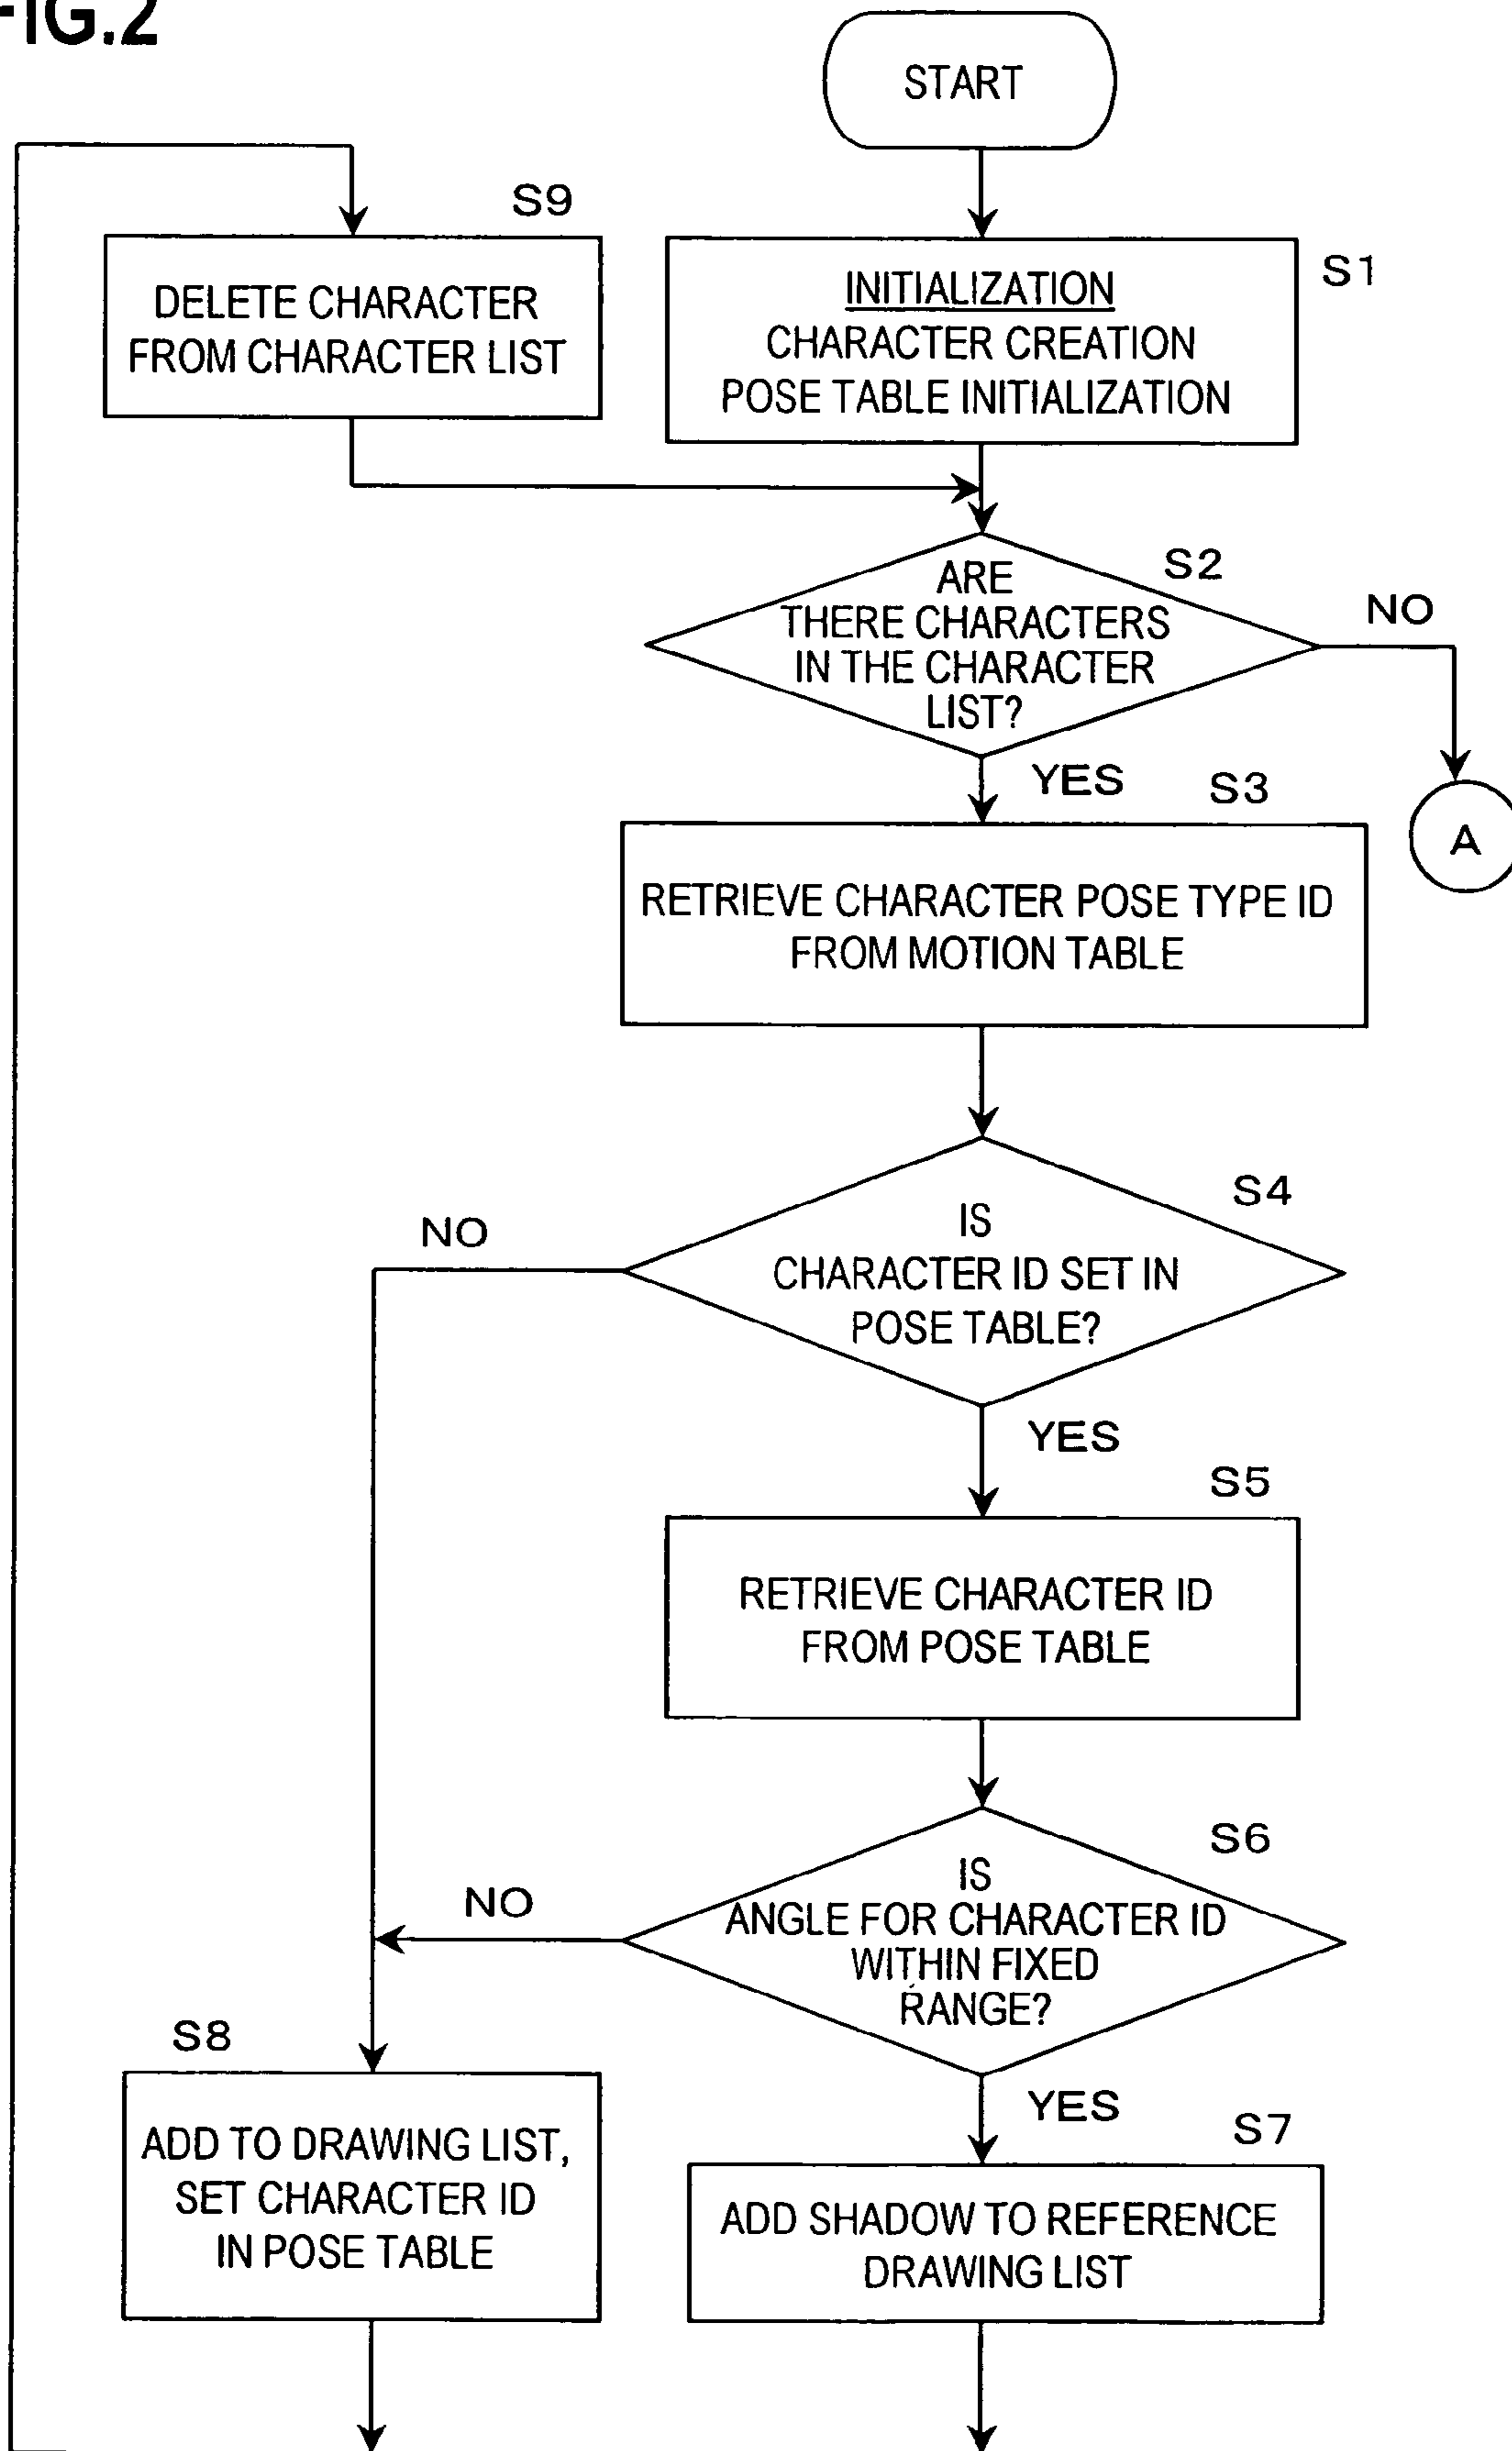 FIG.2
START
S9
DELETE CHARACTER
FROM CHARACTER LIST
S1
INITIALIZATION
CHARACTER CREATION
POSE TABLE INITIALIZATION
S2
ARE
THERE CHARACTERS
IN THE CHARACTER
LIST?
NO
YES
A
S3
RETRIEVE CHARACTER POSE TYPE ID
FROM MOTION TABLE
S4
IS
CHARACTER ID SET IN
POSE TABLE?
NO
YES
S5
RETRIEVE CHARACTER ID
FROM POSE TABLE
S6
IS
ANGLE FOR CHARACTER ID
WITHIN FIXED
RANGE?
NO
YES
S8
ADD TO DRAWING LIST,
SET CHARACTER ID
IN POSE TABLE
S7
ADD SHADOW TO REFERENCE
DRAWING LIST